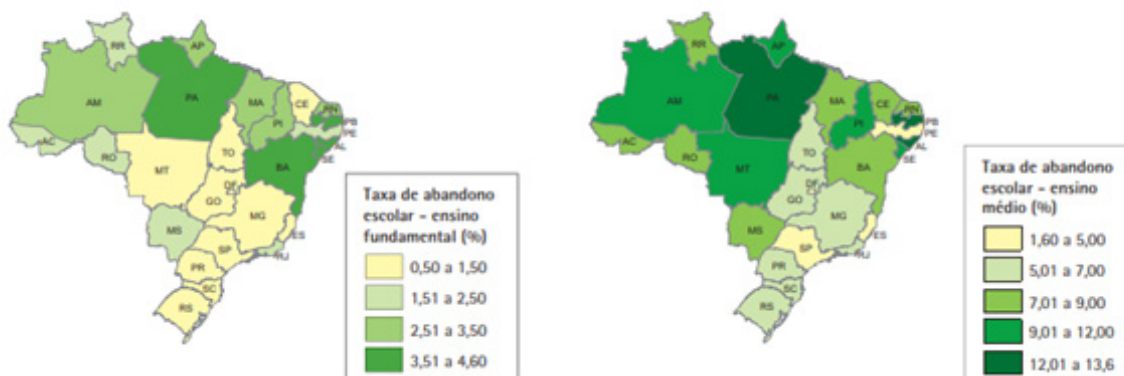 RR
AP
AM
PA
MA
CE
RN
PB
PE
AL
SE
PI
AC
RO
TO
BA
MT
DF
GO
MG
ES
MS
SP
RJ
PR
SC
RS
Taxa de abandono
escolar – ensino
fundamental (%)
0,50 a 1,50
1,51 a 2,50
2,51 a 3,50
3,51 a 4,60
RR
AP
AM
PA
MA
CE
RN
PB
PE
AL
SE
PI
AC
RO
TO
BA
MT
DF
GO
MG
ES
MS
SP
RJ
PR
SC
RS
Taxa de abandono
escolar – ensino
médio (%)
1,60 a 5,00
5,01 a 7,00
7,01 a 9,00
9,01 a 12,00
12,01 a 13,6